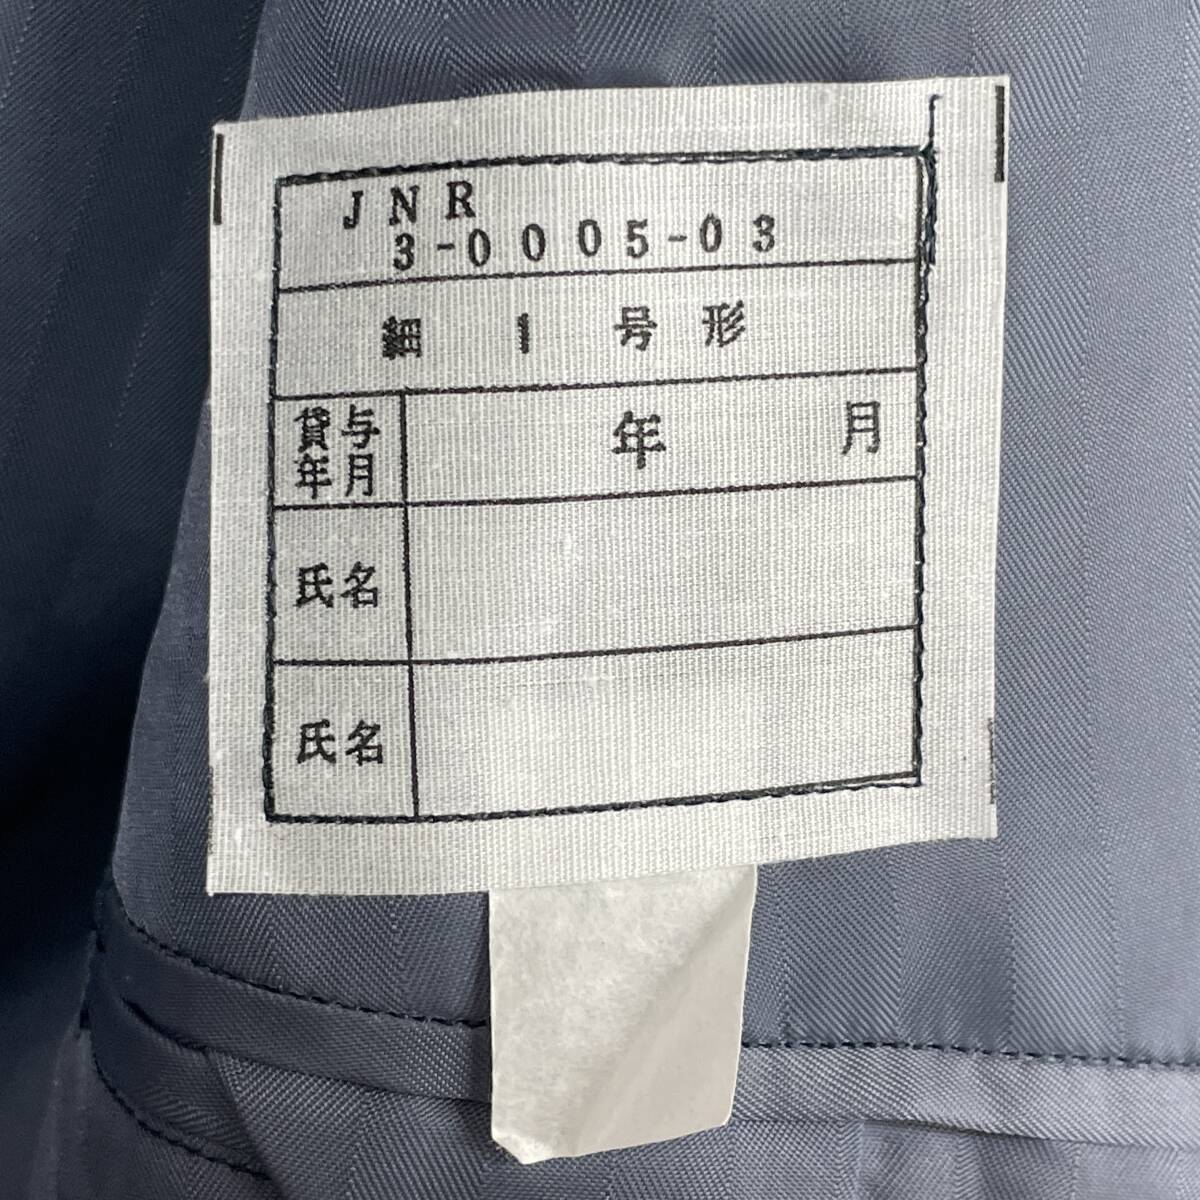 JNR
3-0005-03
細 1 号 形
貸与
年月
年 月
氏名
氏名